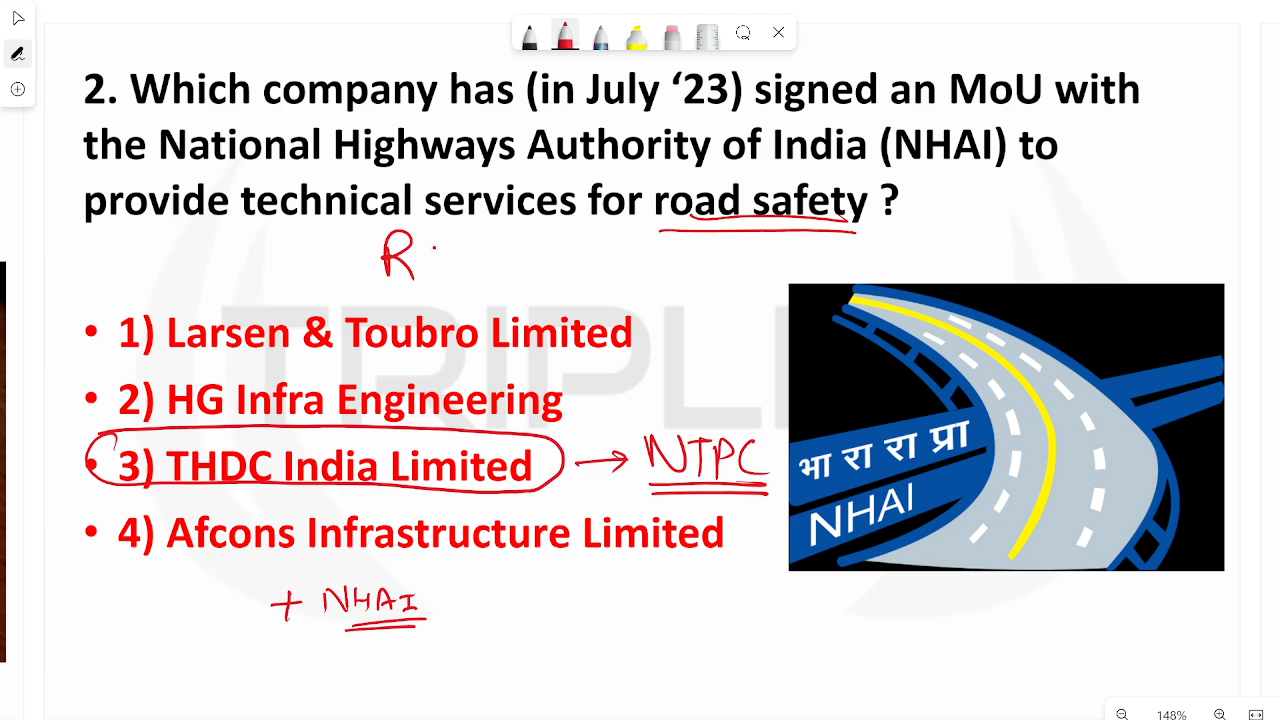 2. Which company has (in July ‘23) signed an MoU with
the National Highways Authority of India (NHAI) to
provide technical services for road safety ?
R
• 1) Larsen & Toubro Limited
• 2) HG Infra Engineering
• 3) THDC India Limited → NTPC
• 4) Afcons Infrastructure Limited
+ NHAI
भा रा रा प्रा
NHAI
TRIPL
148%